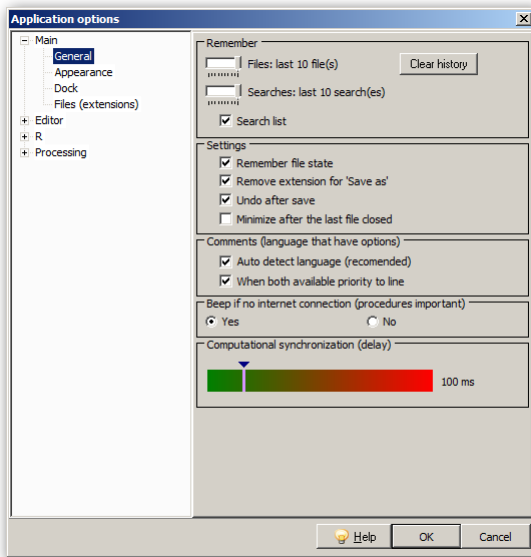 Application options
Main
General
Appearance
Dock
Files (extensions)
Editor
R
Processing
Remember
Files: last 10 file(s)
Clear history
Searches: last 10 search(es)
Search list
Settings
Remember file state
Remove extension for 'Save as'
Undo after save
Minimize after the last file closed
Comments (language that have options)
Auto detect language (recomended)
When both available priority to line
Beep if no internet connection (procedures important)
Yes No
Computational synchronization (delay)
100 ms
Help OK Cancel